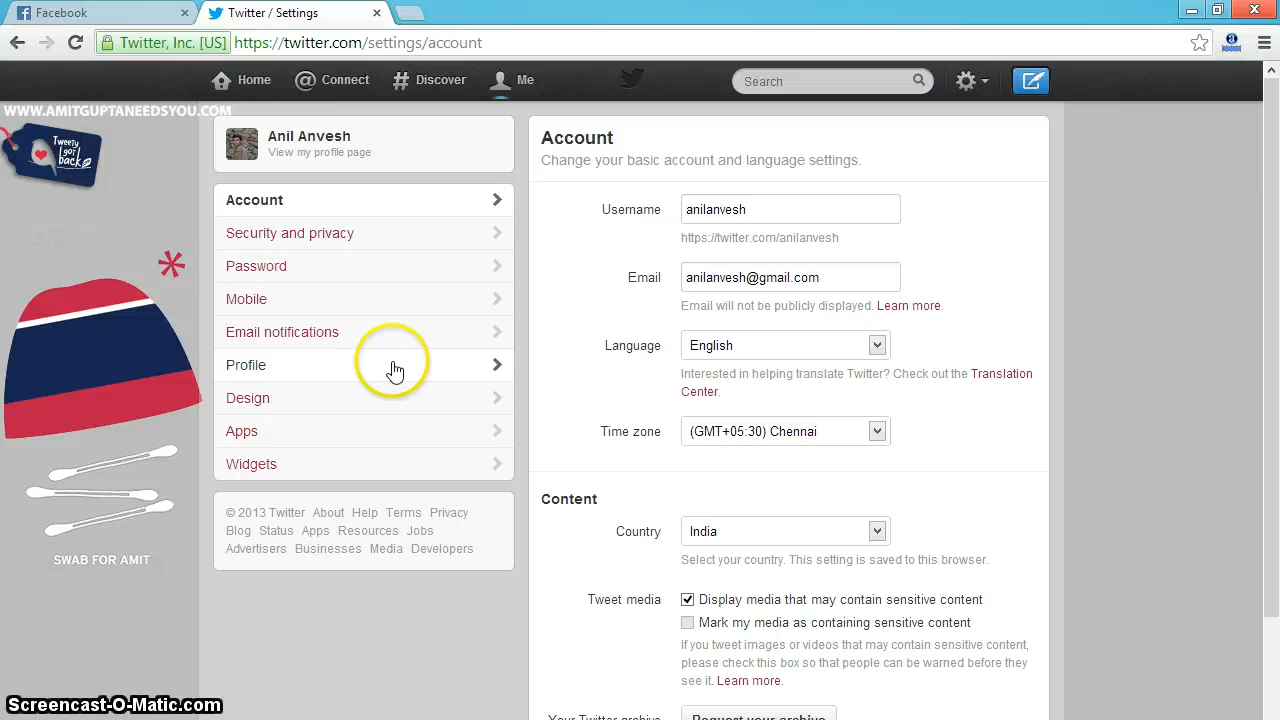 Facebook
Twitter / Settings
Twitter, Inc. [US]
https://twitter.com/settings/account
Home
Connect
Discover
Me
Search
WWW.AMITGUPTANEEDSYOU.COM
Tweety
got
back
SWAB FOR AMIT
Anil Anvesh
View my profile page
Account
Security and privacy
Password
Mobile
Email notifications
Profile
Design
Apps
Widgets
© 2013 Twitter About Help Terms Privacy
Blog Status Apps Resources Jobs
Advertisers Businesses Media Developers
Account
Change your basic account and language settings.
Username
anilanvesh
https://twitter.com/anilanvesh
Email
anilanvesh@gmail.com
Email will not be publicly displayed. Learn more.
Language
English
Interested in helping translate Twitter? Check out the Translation
Center.
Time zone
(GMT+05:30) Chennai
Content
Country
India
Select your country. This setting is saved to this browser.
Tweet media
Display media that may contain sensitive content
Mark my media as containing sensitive content
If you tweet images or videos that may contain sensitive content,
please check this box so that people can be warned before they
see it. Learn more.
Your Twitter archive
Request your archive
Screencast-O-Matic.com